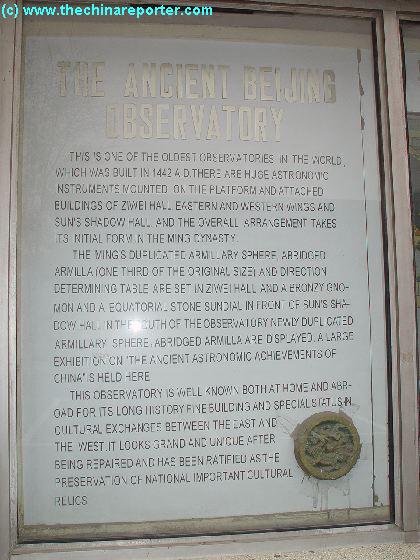 (c) www.thechinareporter.com
THE ANCIENT BEIJING
OBSERVATORY
THIS IS ONE OF THE OLDEST OBSERVATORIES IN THE WORLD,
WHICH WAS BUILT IN 1442 A.D.THERE ARE HUGE ASTRONOMIC
INSTRUMENTS MOUNTED ON THE PLATFORM AND ATTACHED
BUILDINGS OF ZIWEI HALL, EASTERN AND WESTERN WINGS AND
SUN'S SHADOW HALL, AND THE OVERALL ARRANGEMENT TAKES
ITS INITIAL FORM IN THE MING DYNASTY.
THE MING'S DUPLICATED ARMILLARY SPHERE, ABRIDGED
ARMILLA (ONE THIRD OF THE ORIGINAL SIZE) AND DIRECTION
DETERMINING TABLE ARE SET IN ZIWEI HALL AND A BRONZY GNO-
MON AND A EQUATORIAL STONE SUNDIAL IN FRONT OF SUN'S SHA-
DOW HALL IN THE SOUTH OF THE OBSERVATORY NEWLY DUPLICATED
ARMILLARY SPHERE, ABRIDGED ARMILLA ARE DISPLAYED. A LARGE
EXHIBITION ON "THE ANCIENT ASTRONOMIC ACHIEVEMENTS OF
CHINA" IS HELD HERE
THIS OBSERVATORY IS WELL KNOWN BOTH AT HOME AND ABR-
OAD FOR ITS LONG HISTORY FINE BUILDING AND SPECIAL STATUS IN
CULTURAL EXCHANGES BETWEEN THE EAST AND
THE WEST. IT LOOKS GRAND AND UNIQUE AFTER
BEING REPAIRED AND HAS BEEN RATIFIED AS THE
PRESERVATION OF NATIONAL IMPORTANT CULTURAL
RELICS